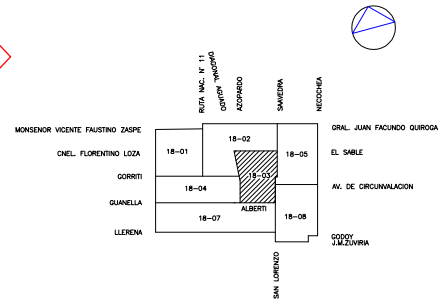 RUTA NAC. N° 11
DIAGONAL AGUADO
AZOPARDO
SAAVEDRA
NECOCHEA
MONSENOR VICENTE FAUSTINO ZASPE
GRAL. JUAN FACUNDO QUIROGA
18-02
CNEL. FLORENTINO LOZA
18-01
18-05
EL SABLE
GORRITI
18-03
18-04
AV. DE CIRCUNVALACION
GUANELLA
ALBERTI
18-07
18-08
LLERENA
GODOY
J.M.ZUVIRIA
SAN LORENZO